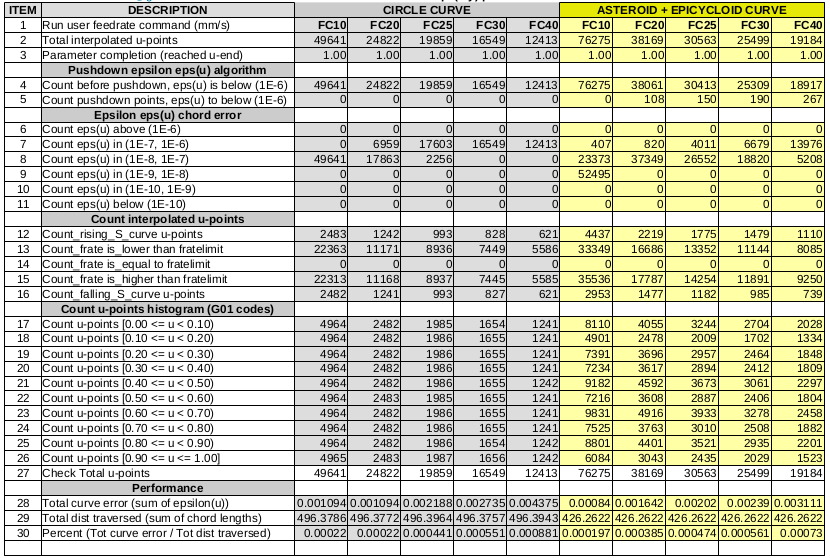 ITEM DESCRIPTION CIRCLE CURVE ASTEROID + EPICYCLOID CURVE
1 Run user feedrate command (mm/s) FC10 FC20 FC25 FC30 FC40 FC10 FC20 FC25 FC30 FC40
2 Total interpolated u-points 49641 24822 19859 16549 12413 76275 38169 30563 25499 19184
3 Parameter completion (reached u-end) 1.00 1.00 1.00 1.00 1.00 1.00 1.00 1.00 1.00 1.00
Pushdown epsilon eps(u) algorithm
4 Count before pushdown, eps(u) is below (1E-6) 49641 24822 19859 16549 12413 76275 38061 30413 25309 18917
5 Count pushdown points, eps(u) to below (1E-6) 0 0 0 0 0 0 108 150 190 267
Epsilon eps(u) chord error
6 Count eps(u) above (1E-6) 0 0 0 0 0 0 0 0 0 0
7 Count eps(u) in (1E-7, 1E-6) 0 6959 17603 16549 12413 407 820 4011 6679 13976
8 Count eps(u) in (1E-8, 1E-7) 49641 17863 2256 0 0 23373 37349 26552 18820 5208
9 Count eps(u) in (1E-9, 1E-8) 0 0 0 0 0 52495 0 0 0 0
10 Count eps(u) in (1E-10, 1E-9) 0 0 0 0 0 0 0 0 0 0
11 Count eps(u) below (1E-10) 0 0 0 0 0 0 0 0 0 0
Count interpolated u-points
12 Count_rising_S_curve u-points 2483 1242 993 828 621 4437 2219 1775 1479 1110
13 Count_frate is_lower than fratelimit 22363 11171 8936 7449 5586 33349 16686 13352 11144 8085
14 Count_frate is_equal to fratelimit 0 0 0 0 0 0 0 0 0 0
15 Count_frate is_higher than fratelimit 22313 11168 8937 7445 5585 35536 17787 14254 11891 9250
16 Count_falling_S_curve u-points 2482 1241 993 827 621 2953 1477 1182 985 739
Count u-points histogram (G01 codes)
17 Count u-points [0.00 <= u < 0.10) 4964 2482 1985 1654 1241 8110 4055 3244 2704 2028
18 Count u-points [0.10 <= u < 0.20) 4964 2482 1986 1655 1241 4901 2478 2009 1702 1334
19 Count u-points [0.20 <= u < 0.30) 4964 2482 1986 1655 1241 7391 3696 2957 2464 1848
20 Count u-points [0.30 <= u < 0.40) 4964 2482 1986 1655 1241 7234 3617 2894 2412 1809
21 Count u-points [0.40 <= u < 0.50) 4964 2482 1986 1655 1242 9182 4592 3673 3061 2297
22 Count u-points [0.50 <= u < 0.60) 4964 2483 1985 1655 1241 7216 3608 2887 2406 1804
23 Count u-points [0.60 <= u < 0.70) 4964 2482 1986 1655 1241 9831 4916 3933 3278 2458
24 Count u-points [0.70 <= u < 0.80) 4964 2482 1986 1655 1241 7525 3763 3010 2508 1882
25 Count u-points [0.80 <= u < 0.90) 4964 2482 1986 1654 1242 8801 4401 3521 2935 2201
26 Count u-points [0.90 <= u <= 1.00] 4965 2483 1987 1656 1242 6084 3043 2435 2029 1523
27 Check Total u-points 49641 24822 19859 16549 12413 76275 38169 30563 25499 19184
Performance
28 Total curve error (sum of epsilon(u)) 0.001094 0.001094 0.002188 0.002735 0.004375 0.00084 0.001642 0.00202 0.00239 0.003111
29 Total dist traversed (sum of chord lengths) 496.3786 496.3772 496.3964 496.3757 496.3943 426.2622 426.2622 426.2622 426.2622 426.2622
30 Percent (Tot curve error / Tot dist traversed) 0.00022 0.00022 0.000441 0.000551 0.000881 0.000197 0.000385 0.000474 0.000561 0.00073